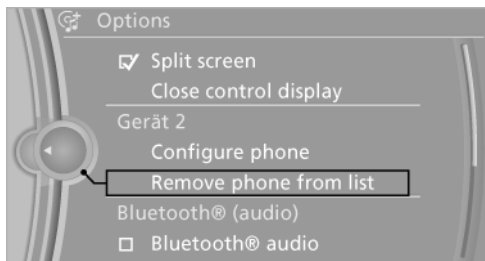 Options
Split screen
Close control display
Gerät 2
Configure phone
Remove phone from list
Bluetooth® (audio)
Bluetooth® audio